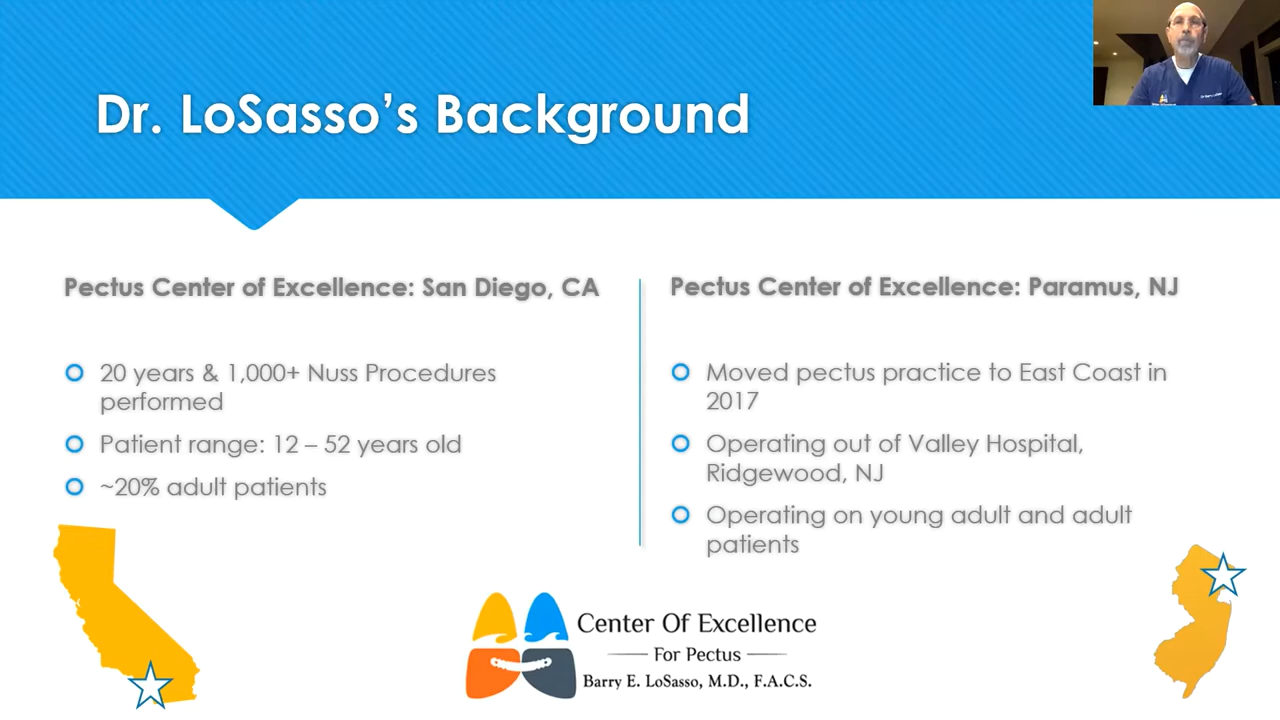 Dr. LoSasso’s Background
Pectus Center of Excellence: San Diego, CA
20 years & 1,000+ Nuss Procedures
performed
Patient range: 12 – 52 years old
~20% adult patients
Pectus Center of Excellence: Paramus, NJ
Moved pectus practice to East Coast in
2017
Operating out of Valley Hospital,
Ridgewood, NJ
Operating on young adult and adult
patients
Center Of Excellence
For Pectus
Barry E. LoSasso, M.D., F.A.C.S.